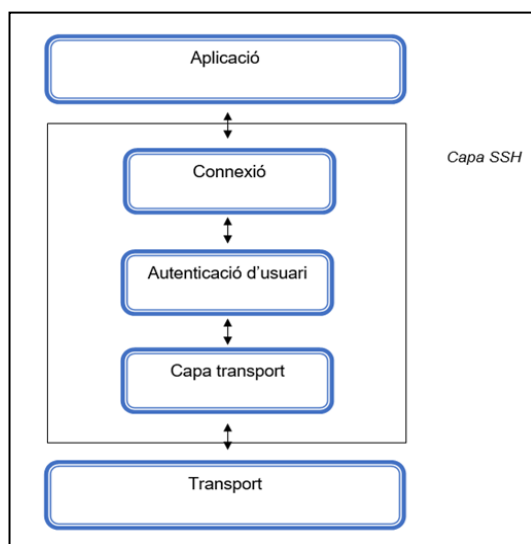 Aplicació
Capa SSH
Connexió
Autenticació d'usuari
Capa transport
Transport